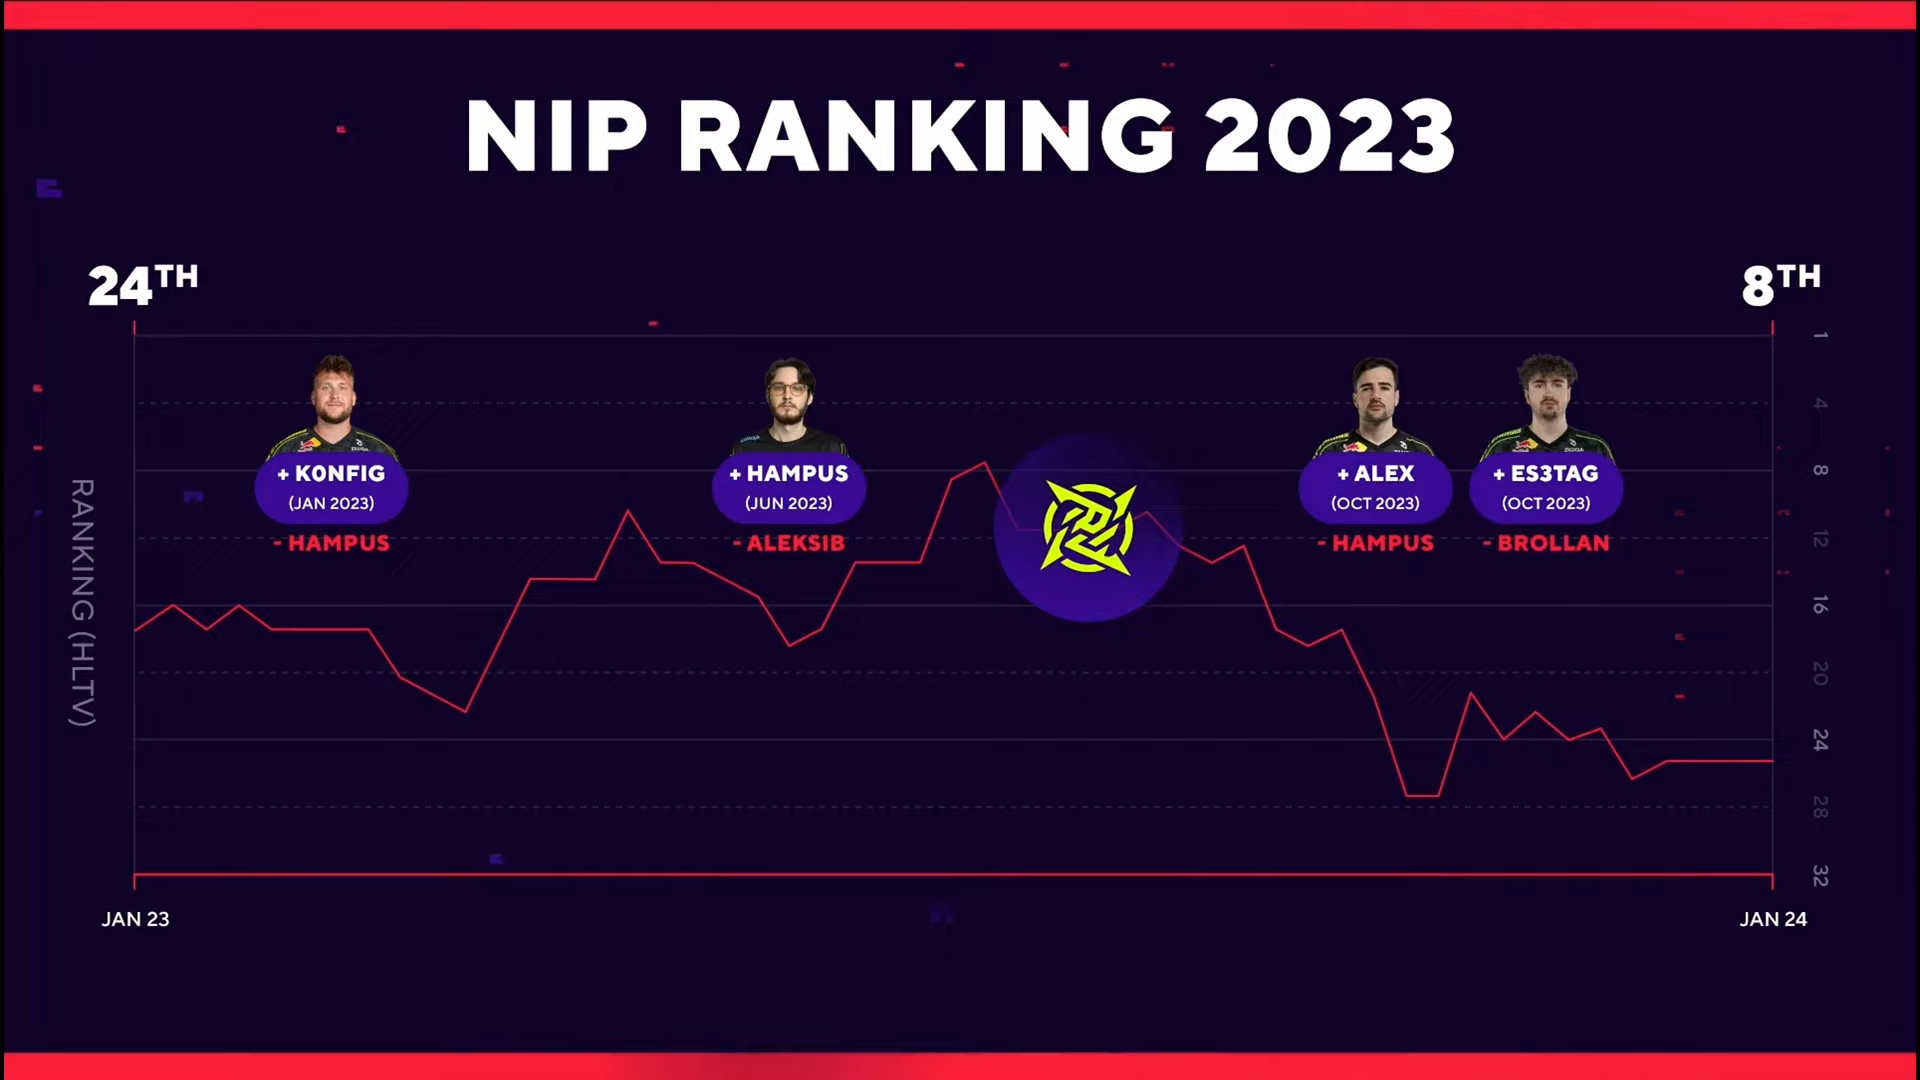 NIP RANKING 2023
24TH
8TH
+ K0NFIG
(JAN 2023)
- HAMPUS
+ HAMPUS
(JUN 2023)
- ALEKSIB
+ ALEX
(OCT 2023)
- HAMPUS
+ ES3TAG
(OCT 2023)
- BROLLAN
RANKING (HLTV)
1
4
8
12
16
20
24
28
32
JAN 23
JAN 24